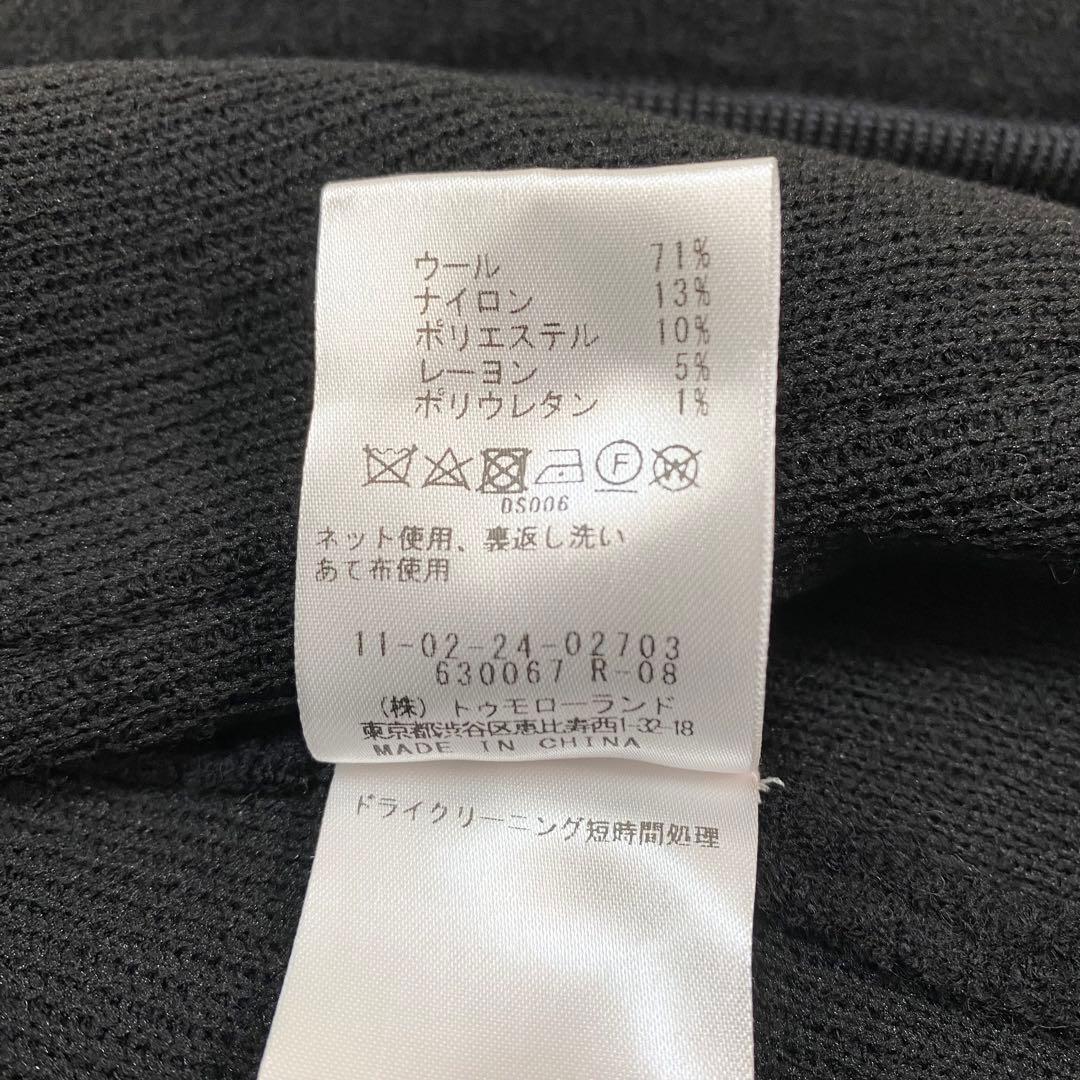 ウール 71%
ナイロン 13%
ポリエステル 10%
レーヨン 5%
ポリウレタン 1%
F W
DS006
ネット使用、裏返し洗い
あて布使用
11-02-24-02703
630067 R-08
(株) トゥモローランド
東京都渋谷区恵比寿西1-32-18
MADE IN CHINA
ドライクリーニング短時間処理